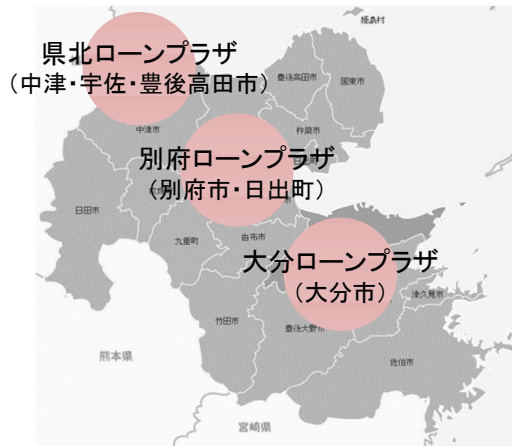 姫島村
県北ローンプラザ
（中津・宇佐・豊後高田市）
豊後高田市
国東市
中津市
杵築市
別府ローンプラザ
（別府市・日出町）
日田市
九重町
由布市
大分ローンプラザ
（大分市）
津久見市
竹田市
豊後大野市
佐伯市
熊本県
宮崎県